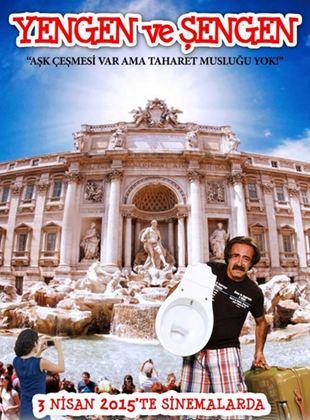 YENGEN ve ŞENGEN
“AŞK ÇEŞMESİ VAR AMA TAHARET MUSLUĞU YOK!”
3 NİSAN 2015'TE SİNEMALARDA